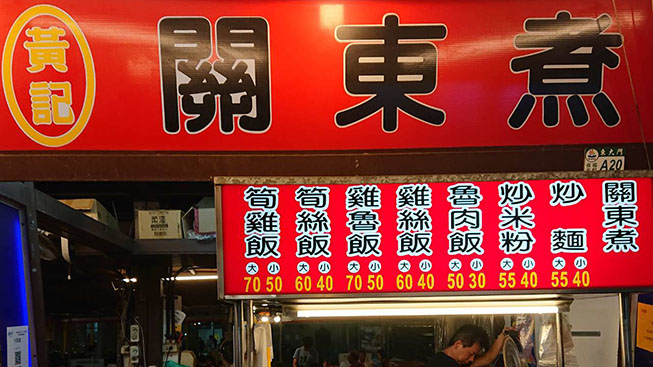 黃記
關東煮
東大門
A20
關東煮
炒麵
大 小
55 40
炒米粉
大 小
55 40
魯肉飯
大 小
50 30
雞絲飯
大 小
60 40
雞魯飯
大 小
70 50
筍絲飯
大 小
60 40
筍雞飯
大 小
70 50